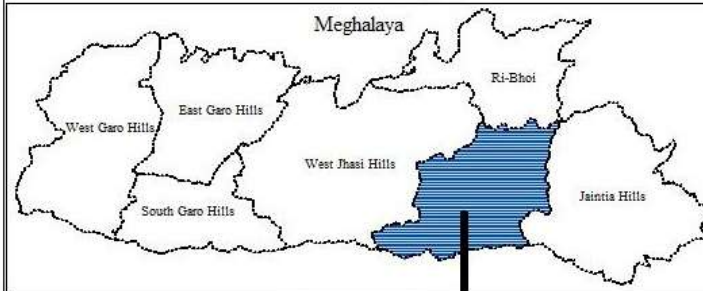 Meghalaya
Ri-Bhoi
East Garo Hills
West Garo Hills
West Jhasi Hills
Jaintia Hills
South Garo Hills